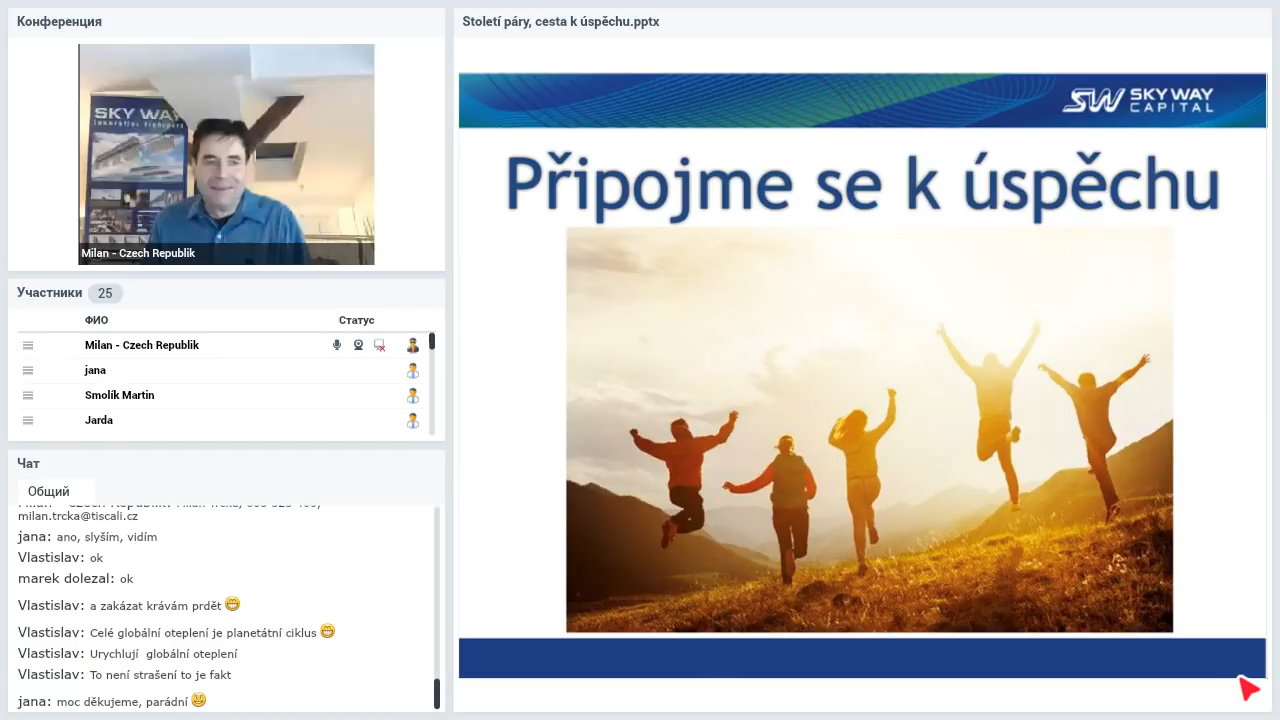 Конференция
SKY WAY
Milan - Czech Republik
Участники 25
ФИО Статус
Milan - Czech Republik
jana
Smolík Martin
Jarda
Чат
Общий
milan.trcka@tiscali.cz
jana: ano, slyším, vidím
Vlastislav: ok
marek dolezal: ok
Vlastislav: a zakázat krávám prdět
Vlastislav: Celé globální oteplení je planetátní ciklus
Vlastislav: Urychlují globální oteplení
Vlastislav: To není strašení to je fakt
jana: moc děkujeme, parádní
Století páry, cesta k úspěchu.pptx
SW SKY WAY
CAPITAL
Připojme se k úspěchu